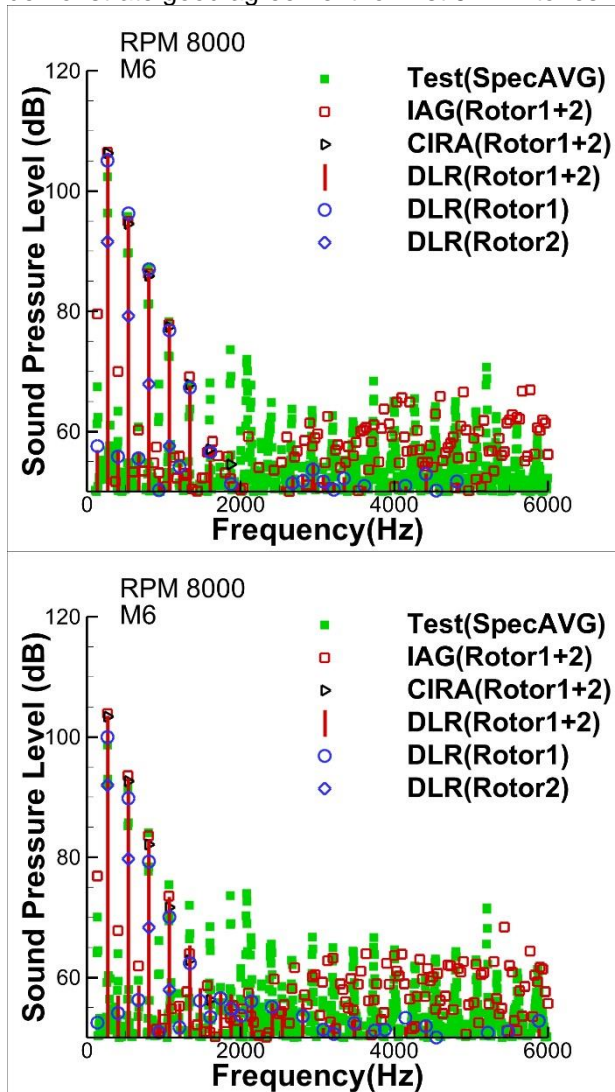 RPM 8000
M6
120
100
80
60
0
2000
4000
6000
Sound Pressure Level (dB)
Frequency(Hz)
Test(SpecAVG)
IAG(Rotor1+2)
CIRA(Rotor1+2)
DLR(Rotor1+2)
DLR(Rotor1)
DLR(Rotor2)
RPM 8000
M6
120
100
80
60
0
2000
4000
6000
Sound Pressure Level (dB)
Frequency(Hz)
Test(SpecAVG)
IAG(Rotor1+2)
CIRA(Rotor1+2)
DLR(Rotor1+2)
DLR(Rotor1)
DLR(Rotor2)